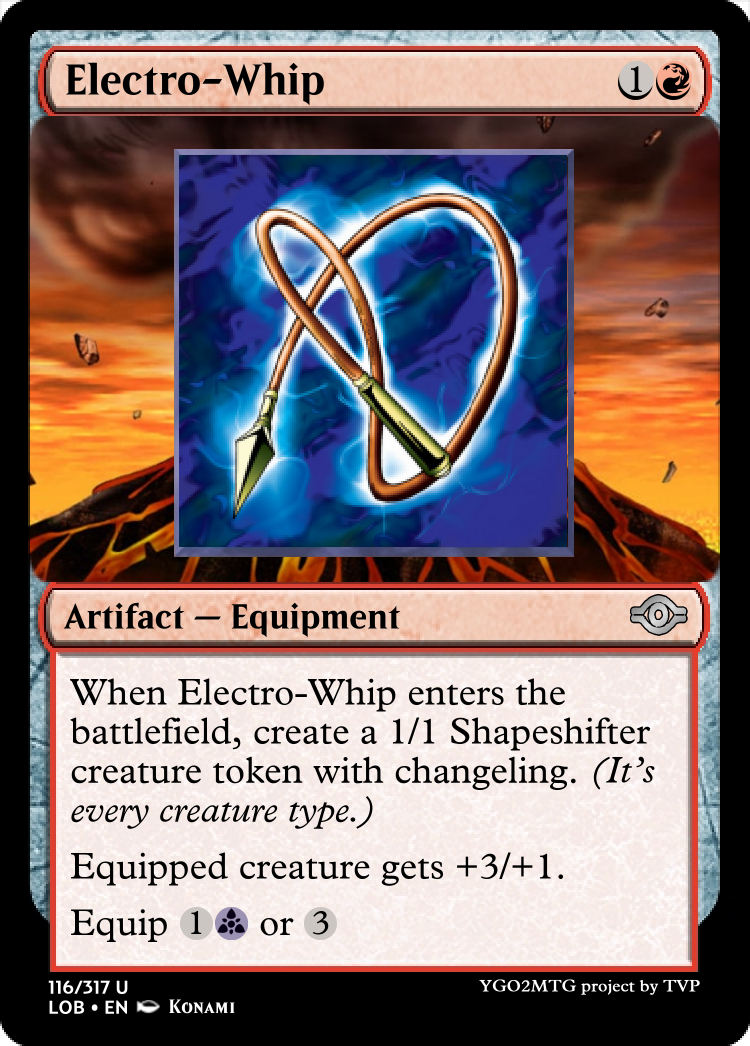 Electro-Whip 1
Artifact — Equipment
When Electro-Whip enters the
battlefield, create a 1/1 Shapeshifter
creature token with changeling. (It's
every creature type.)
Equipped creature gets +3/+1.
Equip 1 or 3
116/317 U
LOB • EN KONAMI
YGO2MTG project by TVP